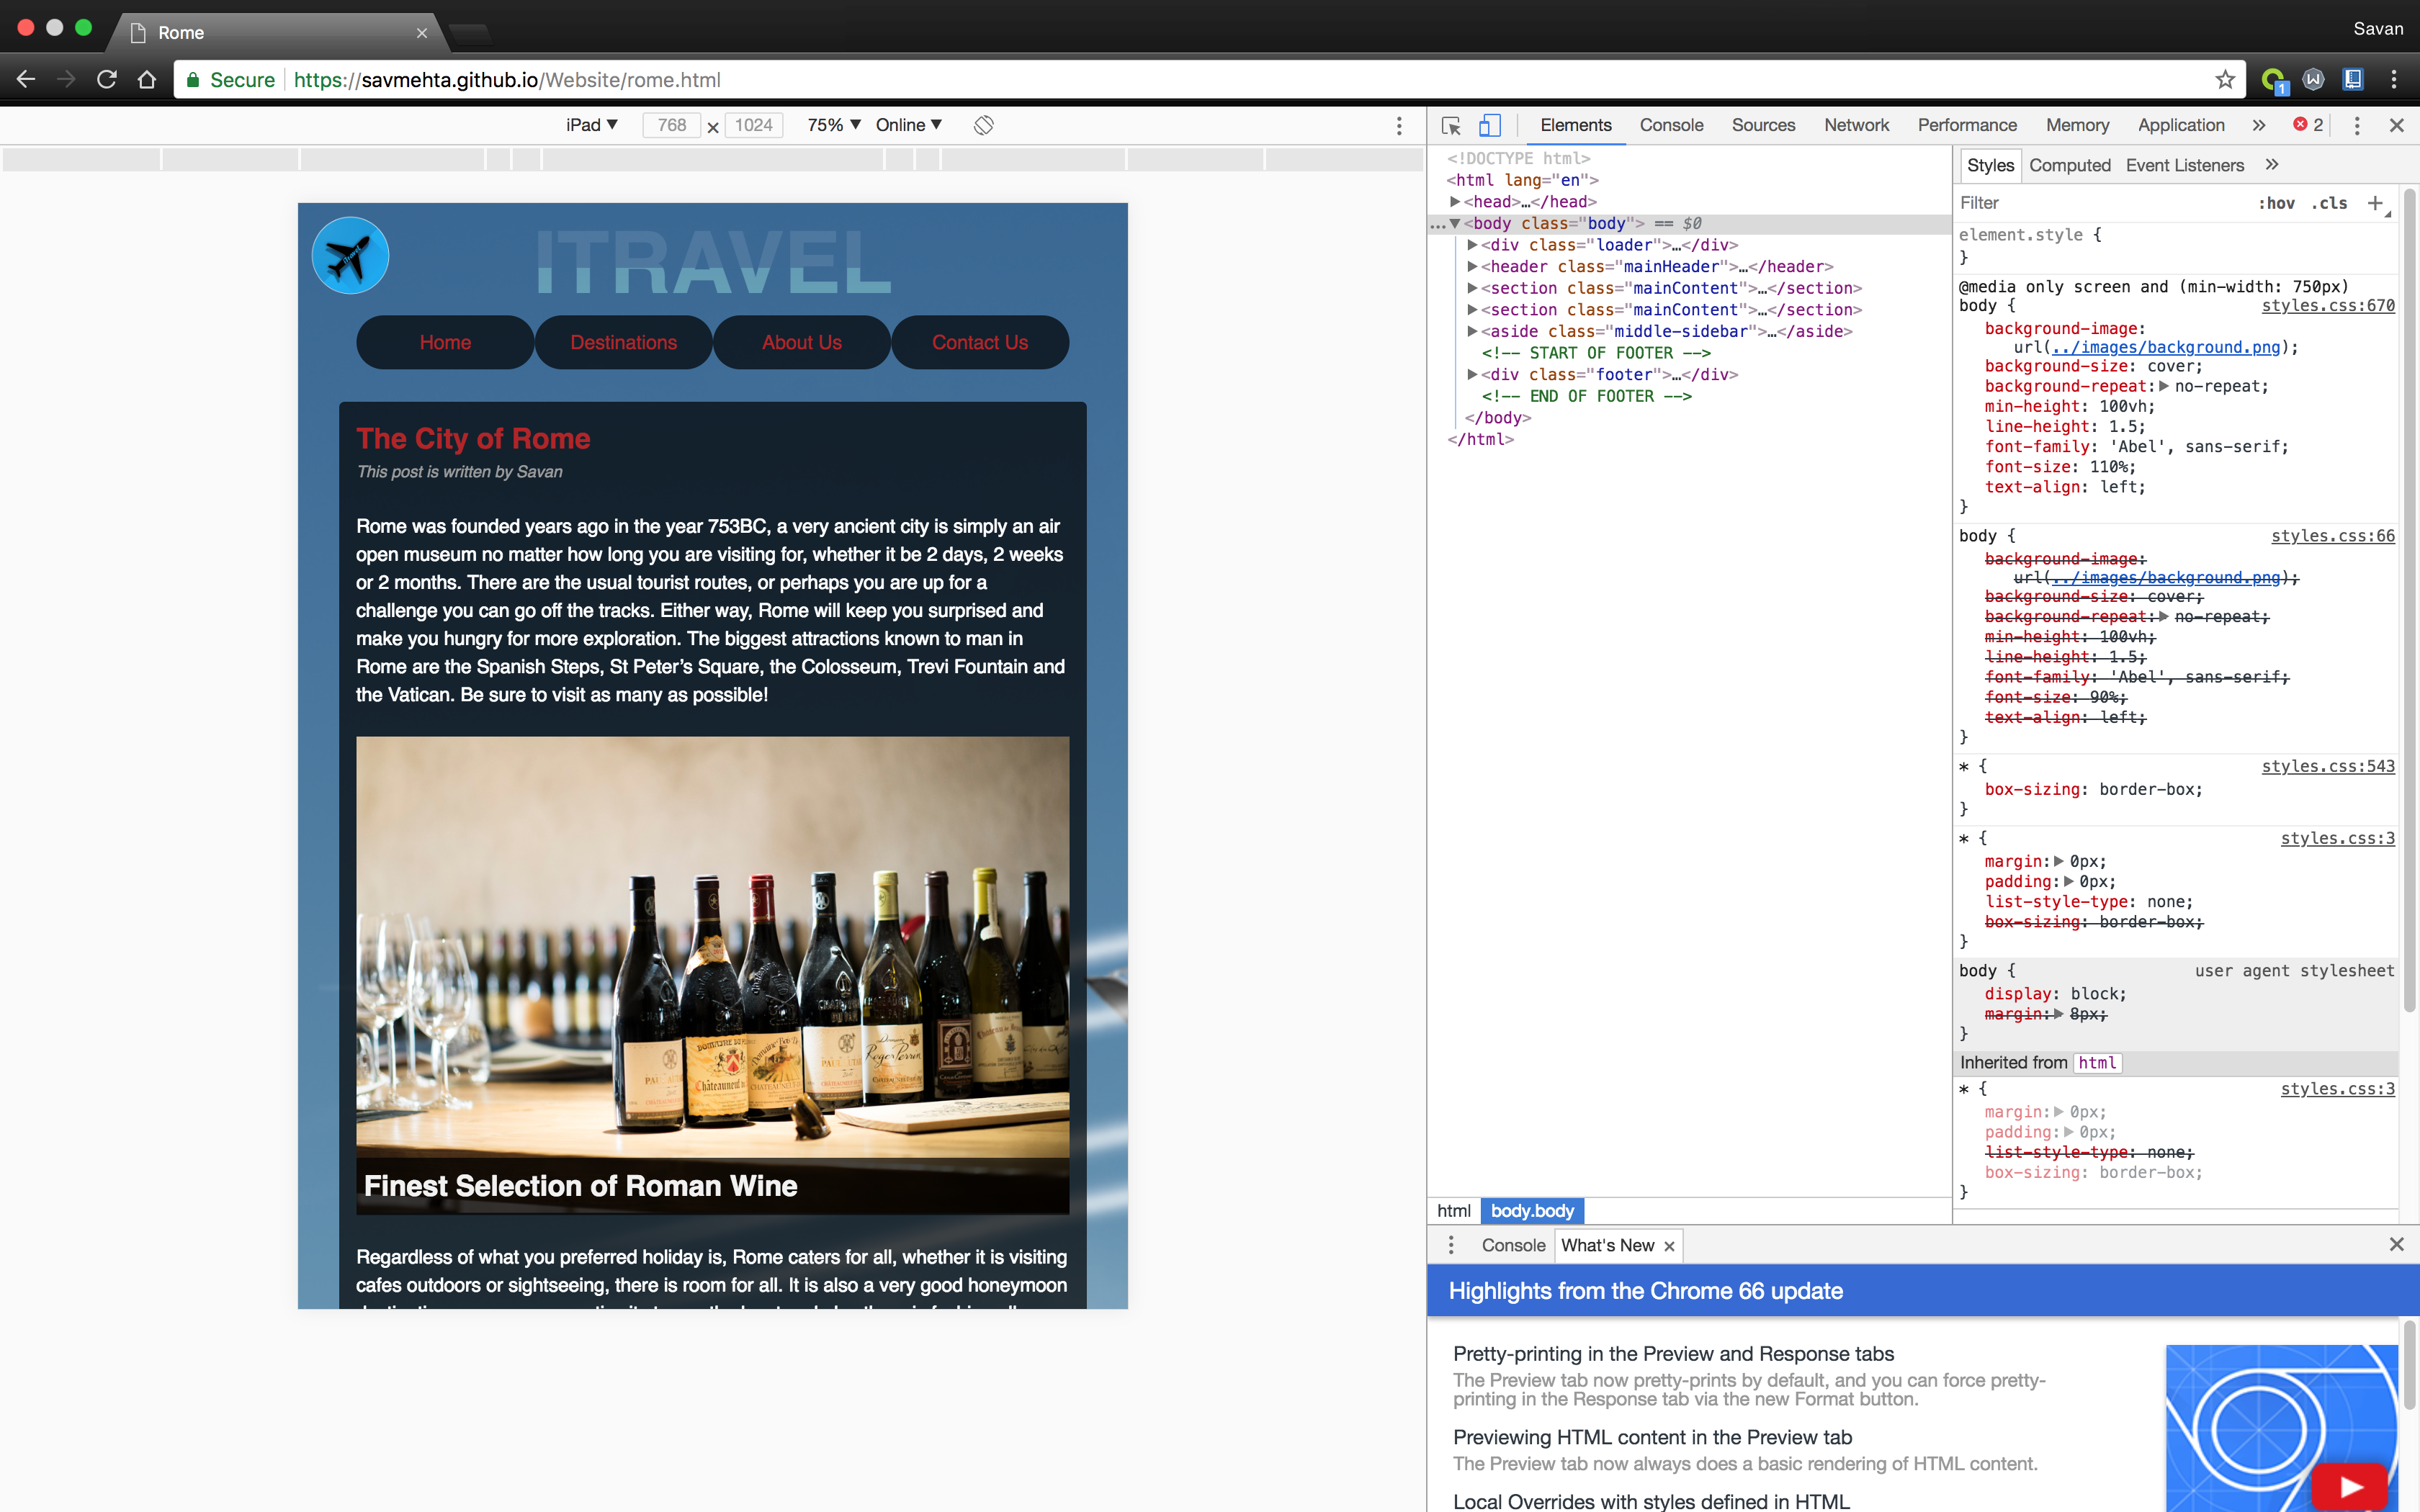 Rome
Savan
Secure
https://savmehta.github.io/Website/rome.html
1
iPad ▼ 768 × 1024 75% ▼ Online ▼
ITRAVEL
Home Destinations About Us Contact Us
The City of Rome
This post is written by Savan
Rome was founded years ago in the year 753BC, a very ancient city is simply an air
open museum no matter how long you are visiting for, whether it be 2 days, 2 weeks
or 2 months. There are the usual tourist routes, or perhaps you are up for a
challenge you can go off the tracks. Either way, Rome will keep you surprised and
make you hungry for more exploration. The biggest attractions known to man in
Rome are the Spanish Steps, St Peter’s Square, the Colosseum, Trevi Fountain and
the Vatican. Be sure to visit as many as possible!
Finest Selection of Roman Wine
Regardless of what you preferred holiday is, Rome caters for all, whether it is visiting
cafes outdoors or sightseeing, there is room for all. It is also a very good honeymoon
Elements Console Sources Network Performance Memory Application » 2
<!DOCTYPE html>
<html lang="en">
▶<head>…</head>
…▼<body class="body"> == $0
▶<div class="loader">…</div>
▶<header class="mainHeader">…</header>
▶<section class="mainContent">…</section>
▶<section class="mainContent">…</section>
▶<aside class="middle-sidebar">…</aside>
<!-- START OF FOOTER -->
▶<div class="footer">…</div>
<!-- END OF FOOTER -->
</body>
</html>
html body.body
Styles Computed Event Listeners »
Filter :hov .cls +
element.style {
}
@media only screen and (min-width: 750px)
body { styles.css:670
background-image:
url(../images/background.png);
background-size: cover;
background-repeat:▶ no-repeat;
min-height: 100vh;
line-height: 1.5;
font-family: 'Abel', sans-serif;
font-size: 110%;
text-align: left;
}
body { styles.css:66
background-image:
url(../images/background.png);
background-size: cover;
background-repeat:▶ no-repeat;
min-height: 100vh;
line-height: 1.5;
font-family: 'Abel', sans-serif;
font-size: 90%;
text-align: left;
}
* { styles.css:543
box-sizing: border-box;
}
* { styles.css:3
margin:▶ 0px;
padding:▶ 0px;
list-style-type: none;
box-sizing: border-box;
}
body { user agent stylesheet
display: block;
margin:▶ 8px;
}
Inherited from html
* { styles.css:3
margin:▶ 0px;
padding:▶ 0px;
list-style-type: none;
box-sizing: border-box;
}
Console What's New ×
Highlights from the Chrome 66 update
Pretty-printing in the Preview and Response tabs
The Preview tab now pretty-prints by default, and you can force pretty-
printing in the Response tab via the new Format button.
Previewing HTML content in the Preview tab
The Preview tab now always does a basic rendering of HTML content.
Local Overrides with styles defined in HTML